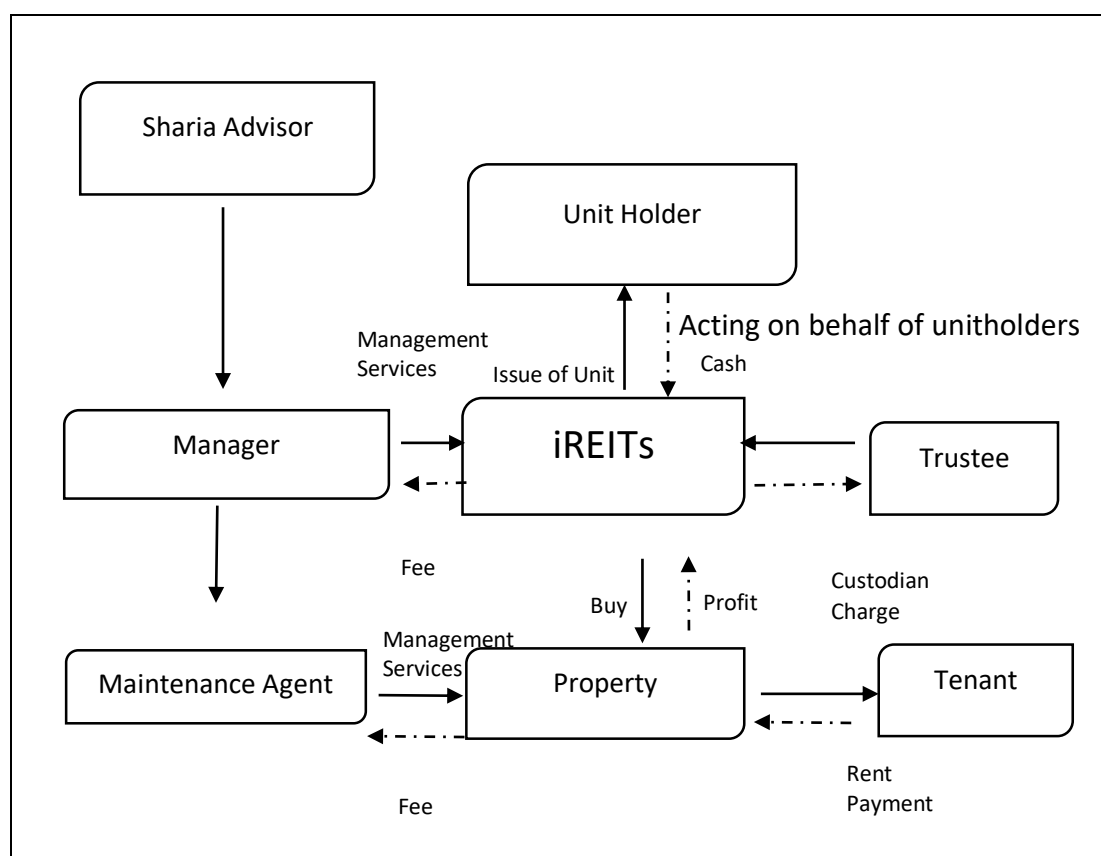 Sharia Advisor
Unit Holder
Acting on behalf of unitholders
Management
Services
Issue of Unit
Cash
Manager
iREITs
Trustee
Fee
Custodian
Charge
Buy
Profit
Management
Services
Maintenance Agent
Property
Tenant
Rent
Payment
Fee